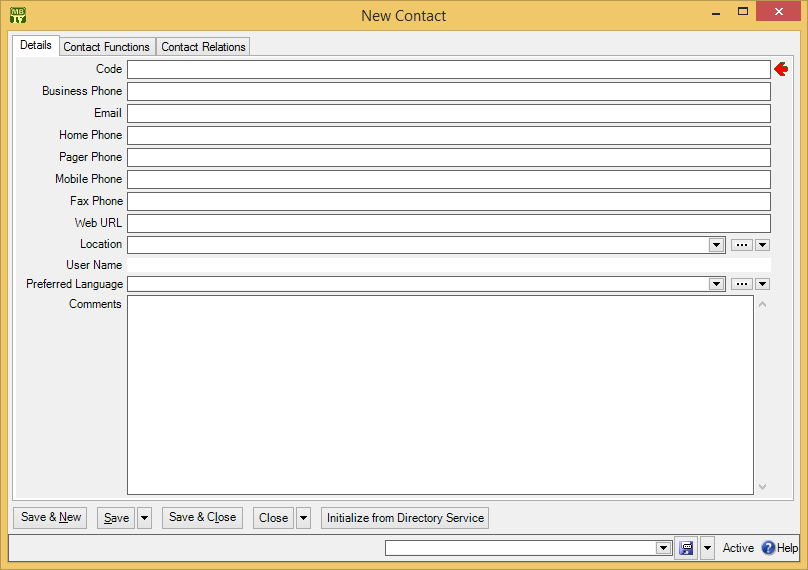 MB
IT
New Contact
Details Contact Functions Contact Relations
Code
Business Phone
Email
Home Phone
Pager Phone
Mobile Phone
Fax Phone
Web URL
Location
User Name
Preferred Language
Comments
Save & New Save Save & Close Close Initialize from Directory Service
Active Help